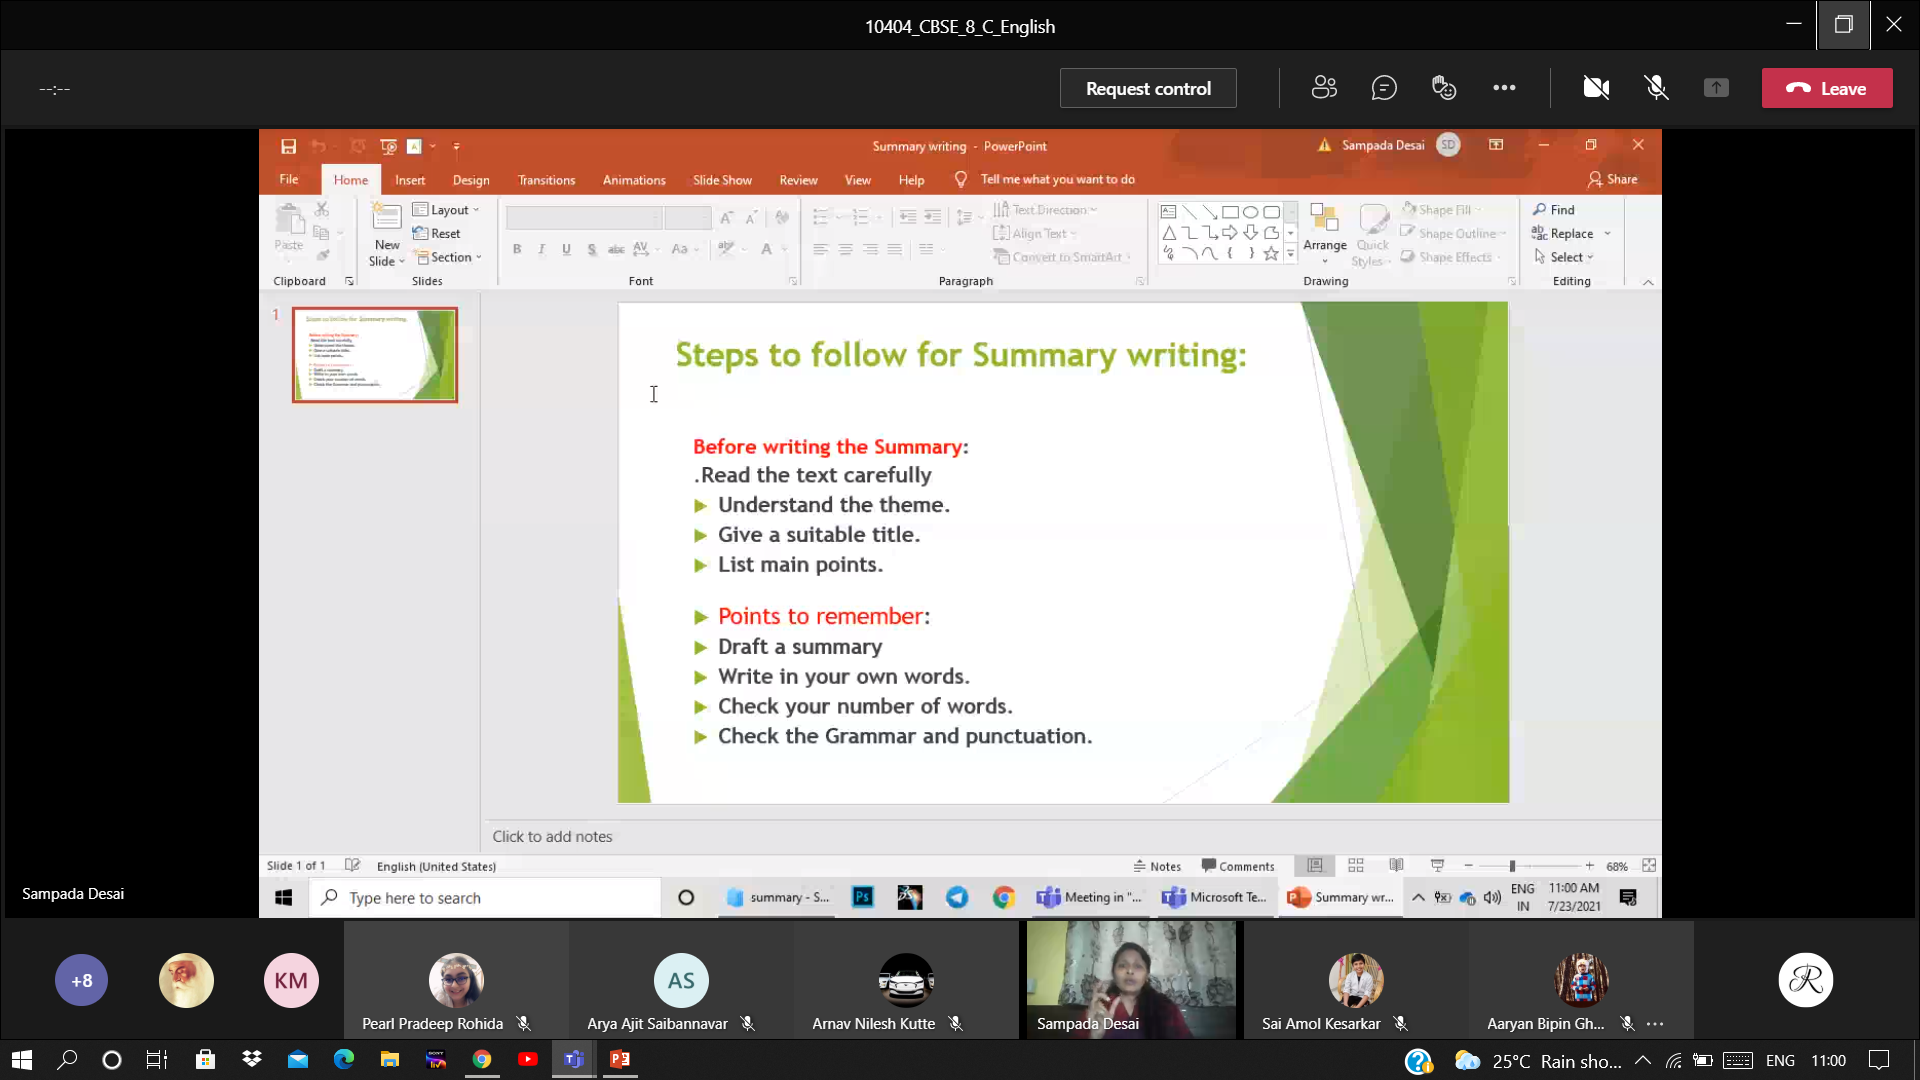 10404_CBSE_8_C_English
--:--
Request control
Leave
Summary writing - PowerPoint
Sampada Desai
SD
File Home Insert Design Transitions Animations Slide Show Review View Help Tell me what you want to do
Share
Paste
Clipboard
New Slide
Layout
Reset
Section
Slides
B I U S abc AV Aa A
Font
Text Direction
Align Text
Convert to SmartArt
Paragraph
Arrange
Quick Styles
Shape Fill
Shape Outline
Shape Effects
Drawing
Find
Replace
Select
Editing
1
Steps to follow for Summary writing:
Before writing the Summary:
.Read the text carefully
Understand the theme.
Give a suitable title.
List main points.
Points to remember:
Draft a summary
Write in your own words.
Check your number of words.
Check the Grammar and punctuation.
Click to add notes
Slide 1 of 1 English (United States)
Notes Comments 68%
Sampada Desai
Type here to search
summary - S...
Ps
Meeting in "...
Microsoft Te...
Summary wr...
ENG
IN
11:00 AM
7/23/2021
+8
KM
Pearl Pradeep Rohida
AS
Arya Ajit Saibannavar
Arnav Nilesh Kutte
Sampada Desai
Sai Amol Kesarkar
Aaryan Bipin Gh...
R
25°C Rain sho...
ENG
11:00